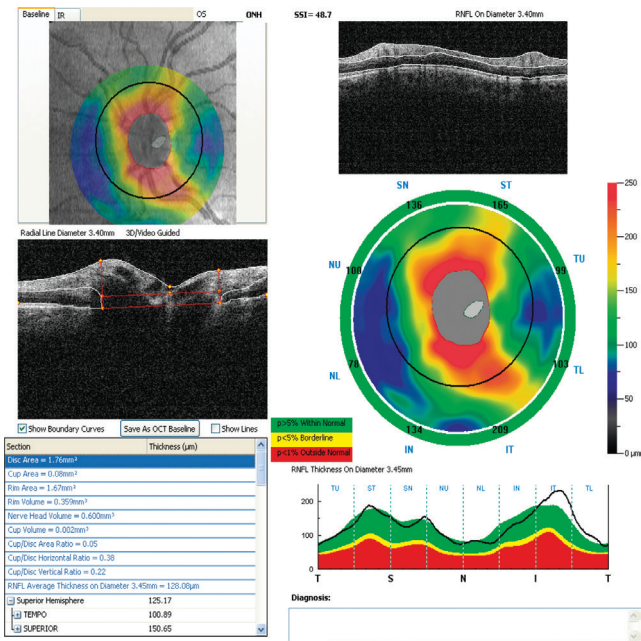 Baseline IR OS ONH SSI= 48.7 RNFL On Diameter 3.40mm
Radial Line Diameter 3.40mm 3D/Video Guided
SN ST
136 165
NU TU
100 99
NL TL
78 103
134 209
IN IT
250
200
150
100
50
0 µm
Show Boundary Curves Save As OCT Baseline Show Lines
p>5% Within Normal
p<5% Borderline
p<1% Outside Normal
Section Thickness (µm)
Disc Area = 1.76mm²
Cup Area = 0.08mm²
Rim Area = 1.67mm²
Rim Volume = 0.359mm³
Nerve Head Volume = 0.600mm³
Cup Volume = 0.002mm³
Cup/Disc Area Ratio = 0.05
Cup/Disc Horizontal Ratio = 0.38
Cup/Disc Vertical Ratio = 0.22
RNFL Average Thickness on Diameter 3.45mm = 128.08µm
Superior Hemisphere 125.17
TEMPO 100.89
SUPERIOR 150.65
RNFL Thickness On Diameter 3.45mm
TU ST SN NU NL IN IT TL
200
100
0
T S N I T
Diagnosis: